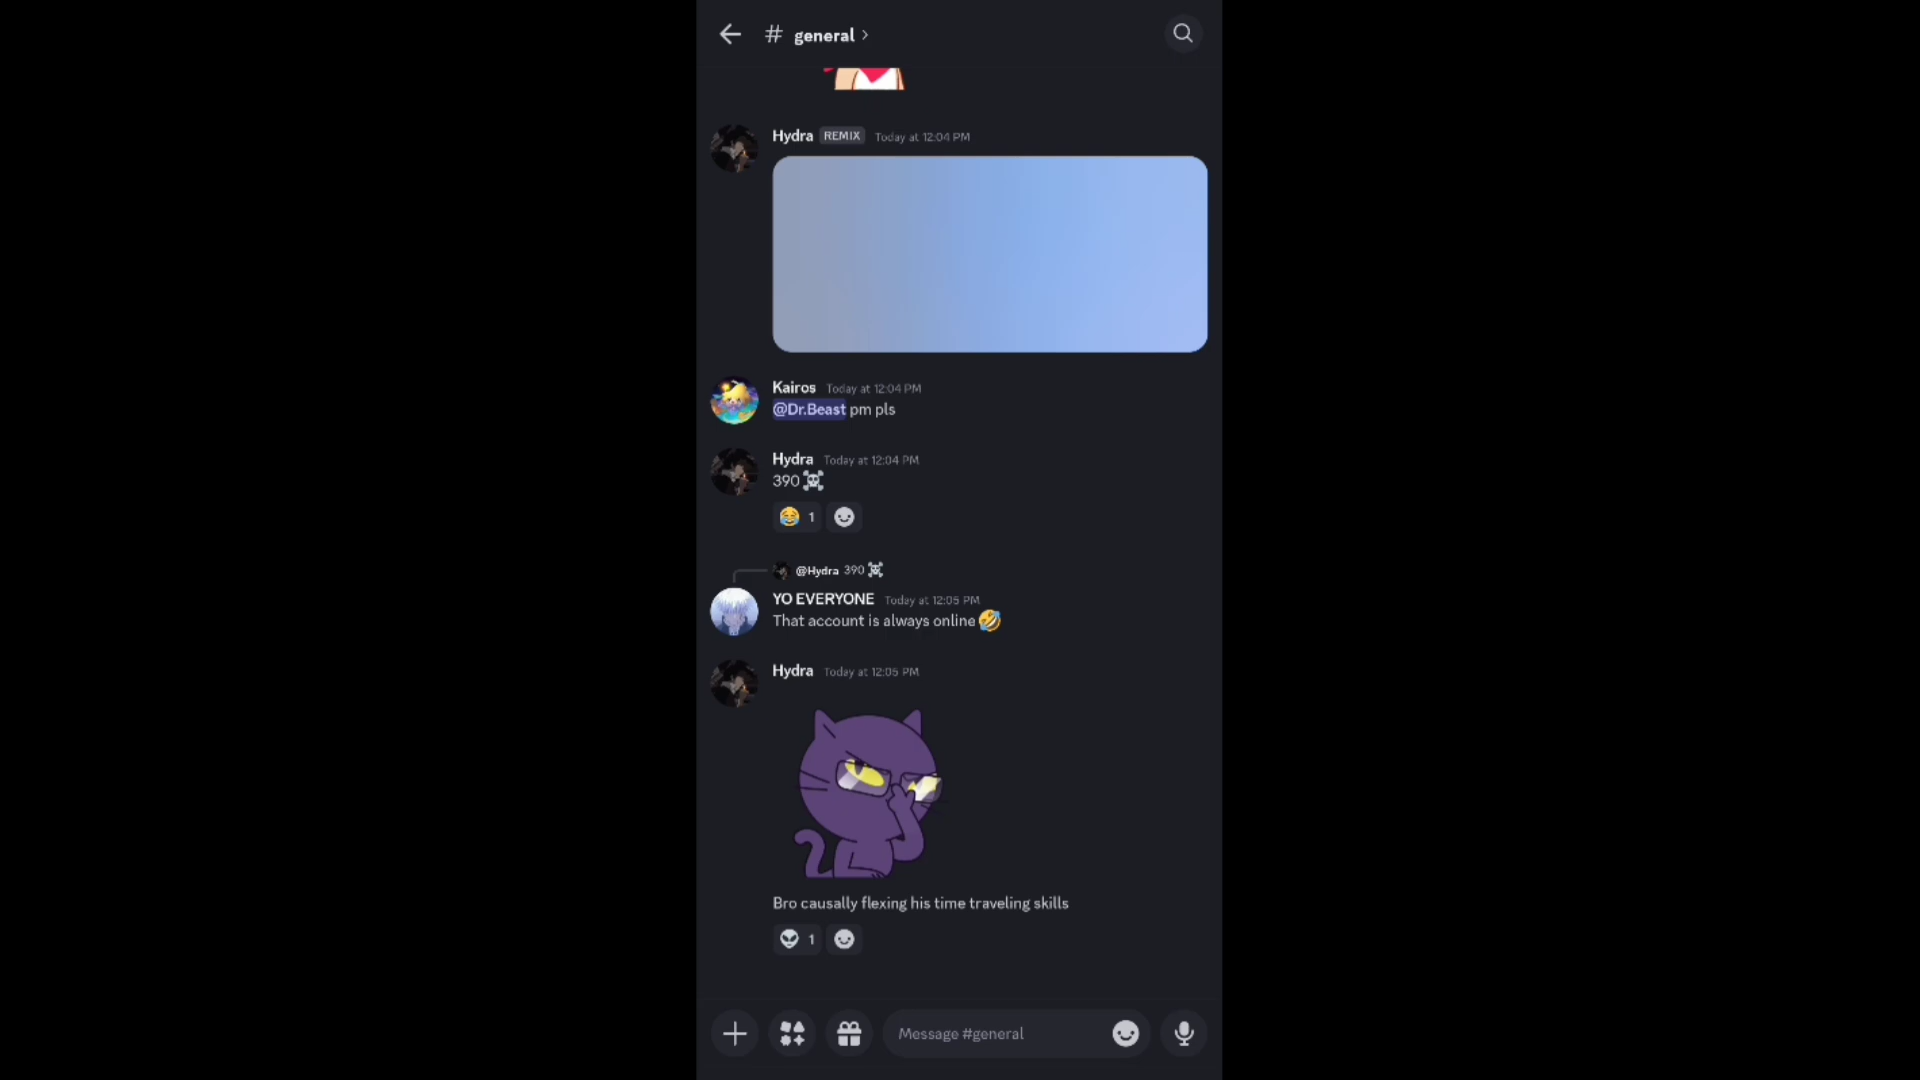 # general >
Hydra REMIX Today at 12:04 PM
Kairos Today at 12:04 PM
@Dr.Beast pm pls
Hydra Today at 12:04 PM
390☠️
😂 1
@Hydra 390☠️
YO EVERYONE Today at 12:05 PM
That account is always online🤣
Hydra Today at 12:05 PM
Bro causally flexing his time traveling skills
👽 1
Message #general